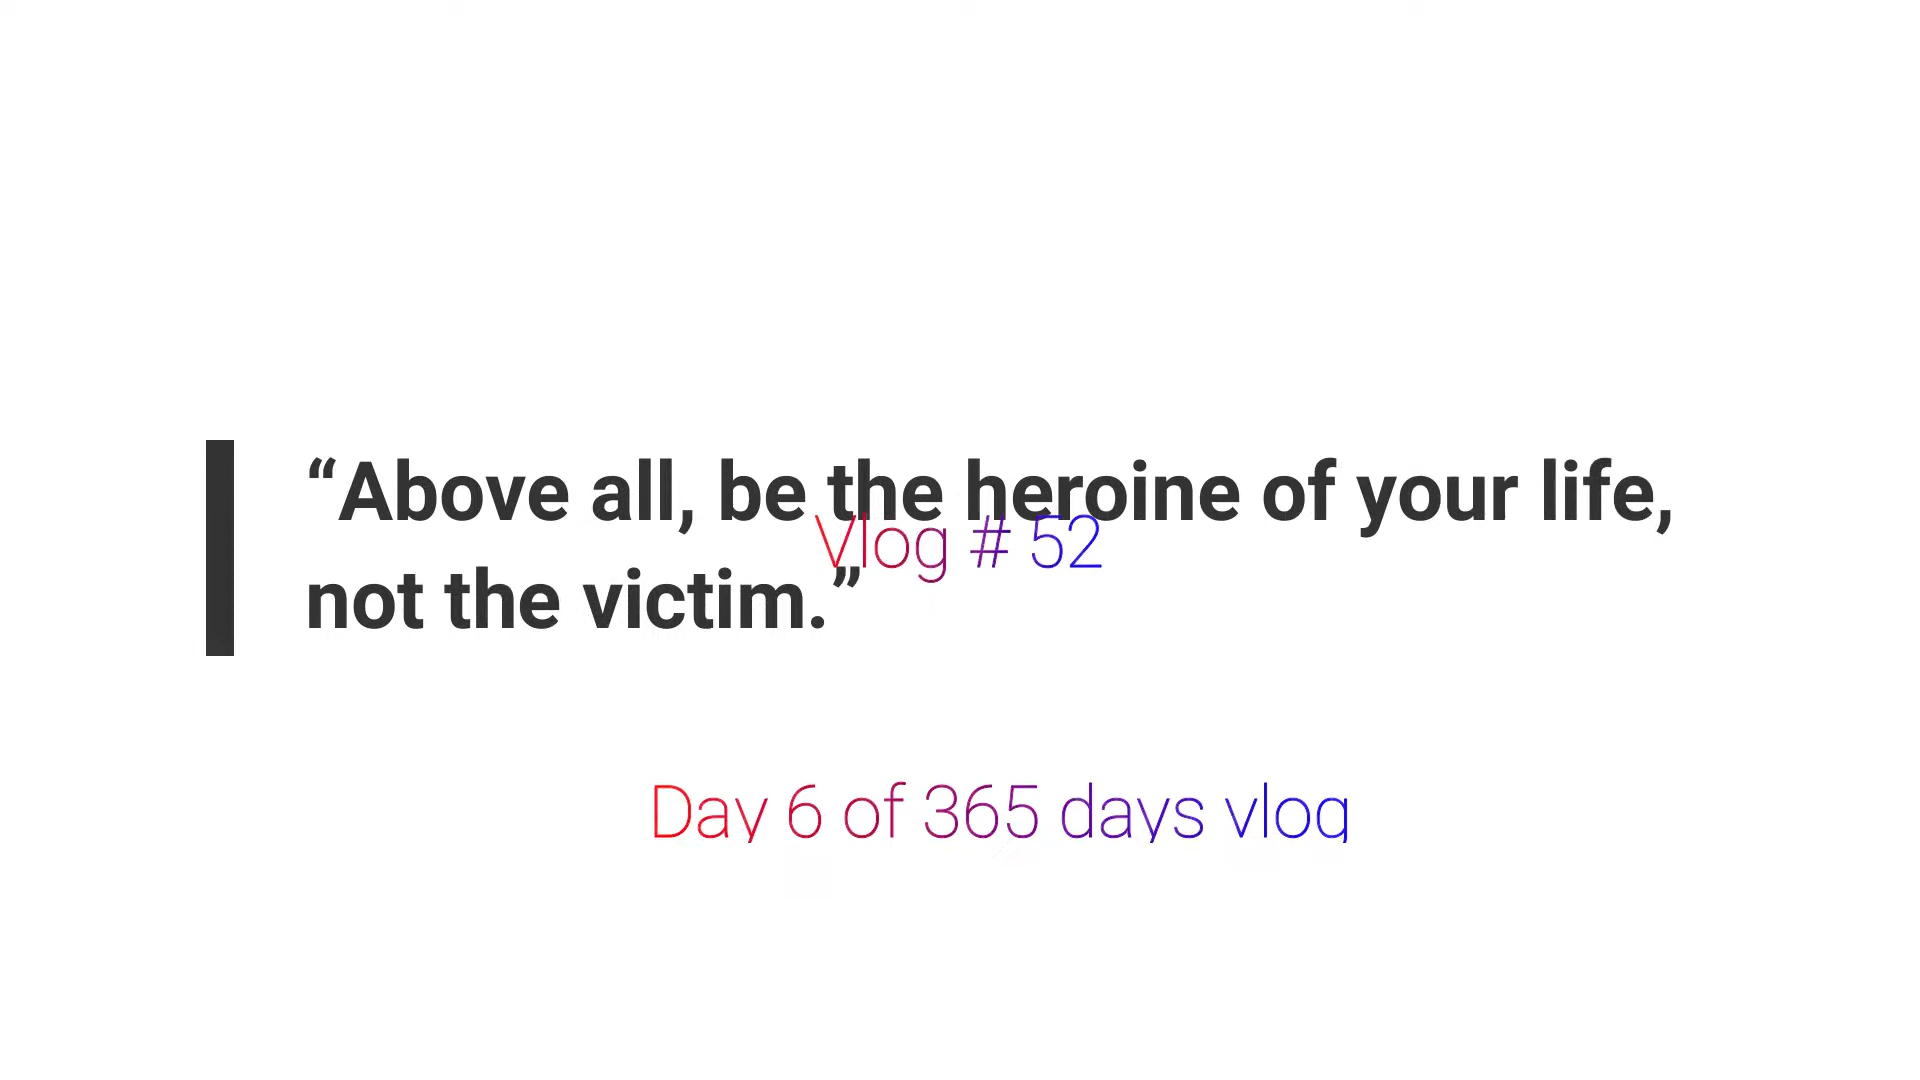 “Above all, be the heroine of your life,
Vlog # 52
not the victim.”
Day 6 of 365 days vlog